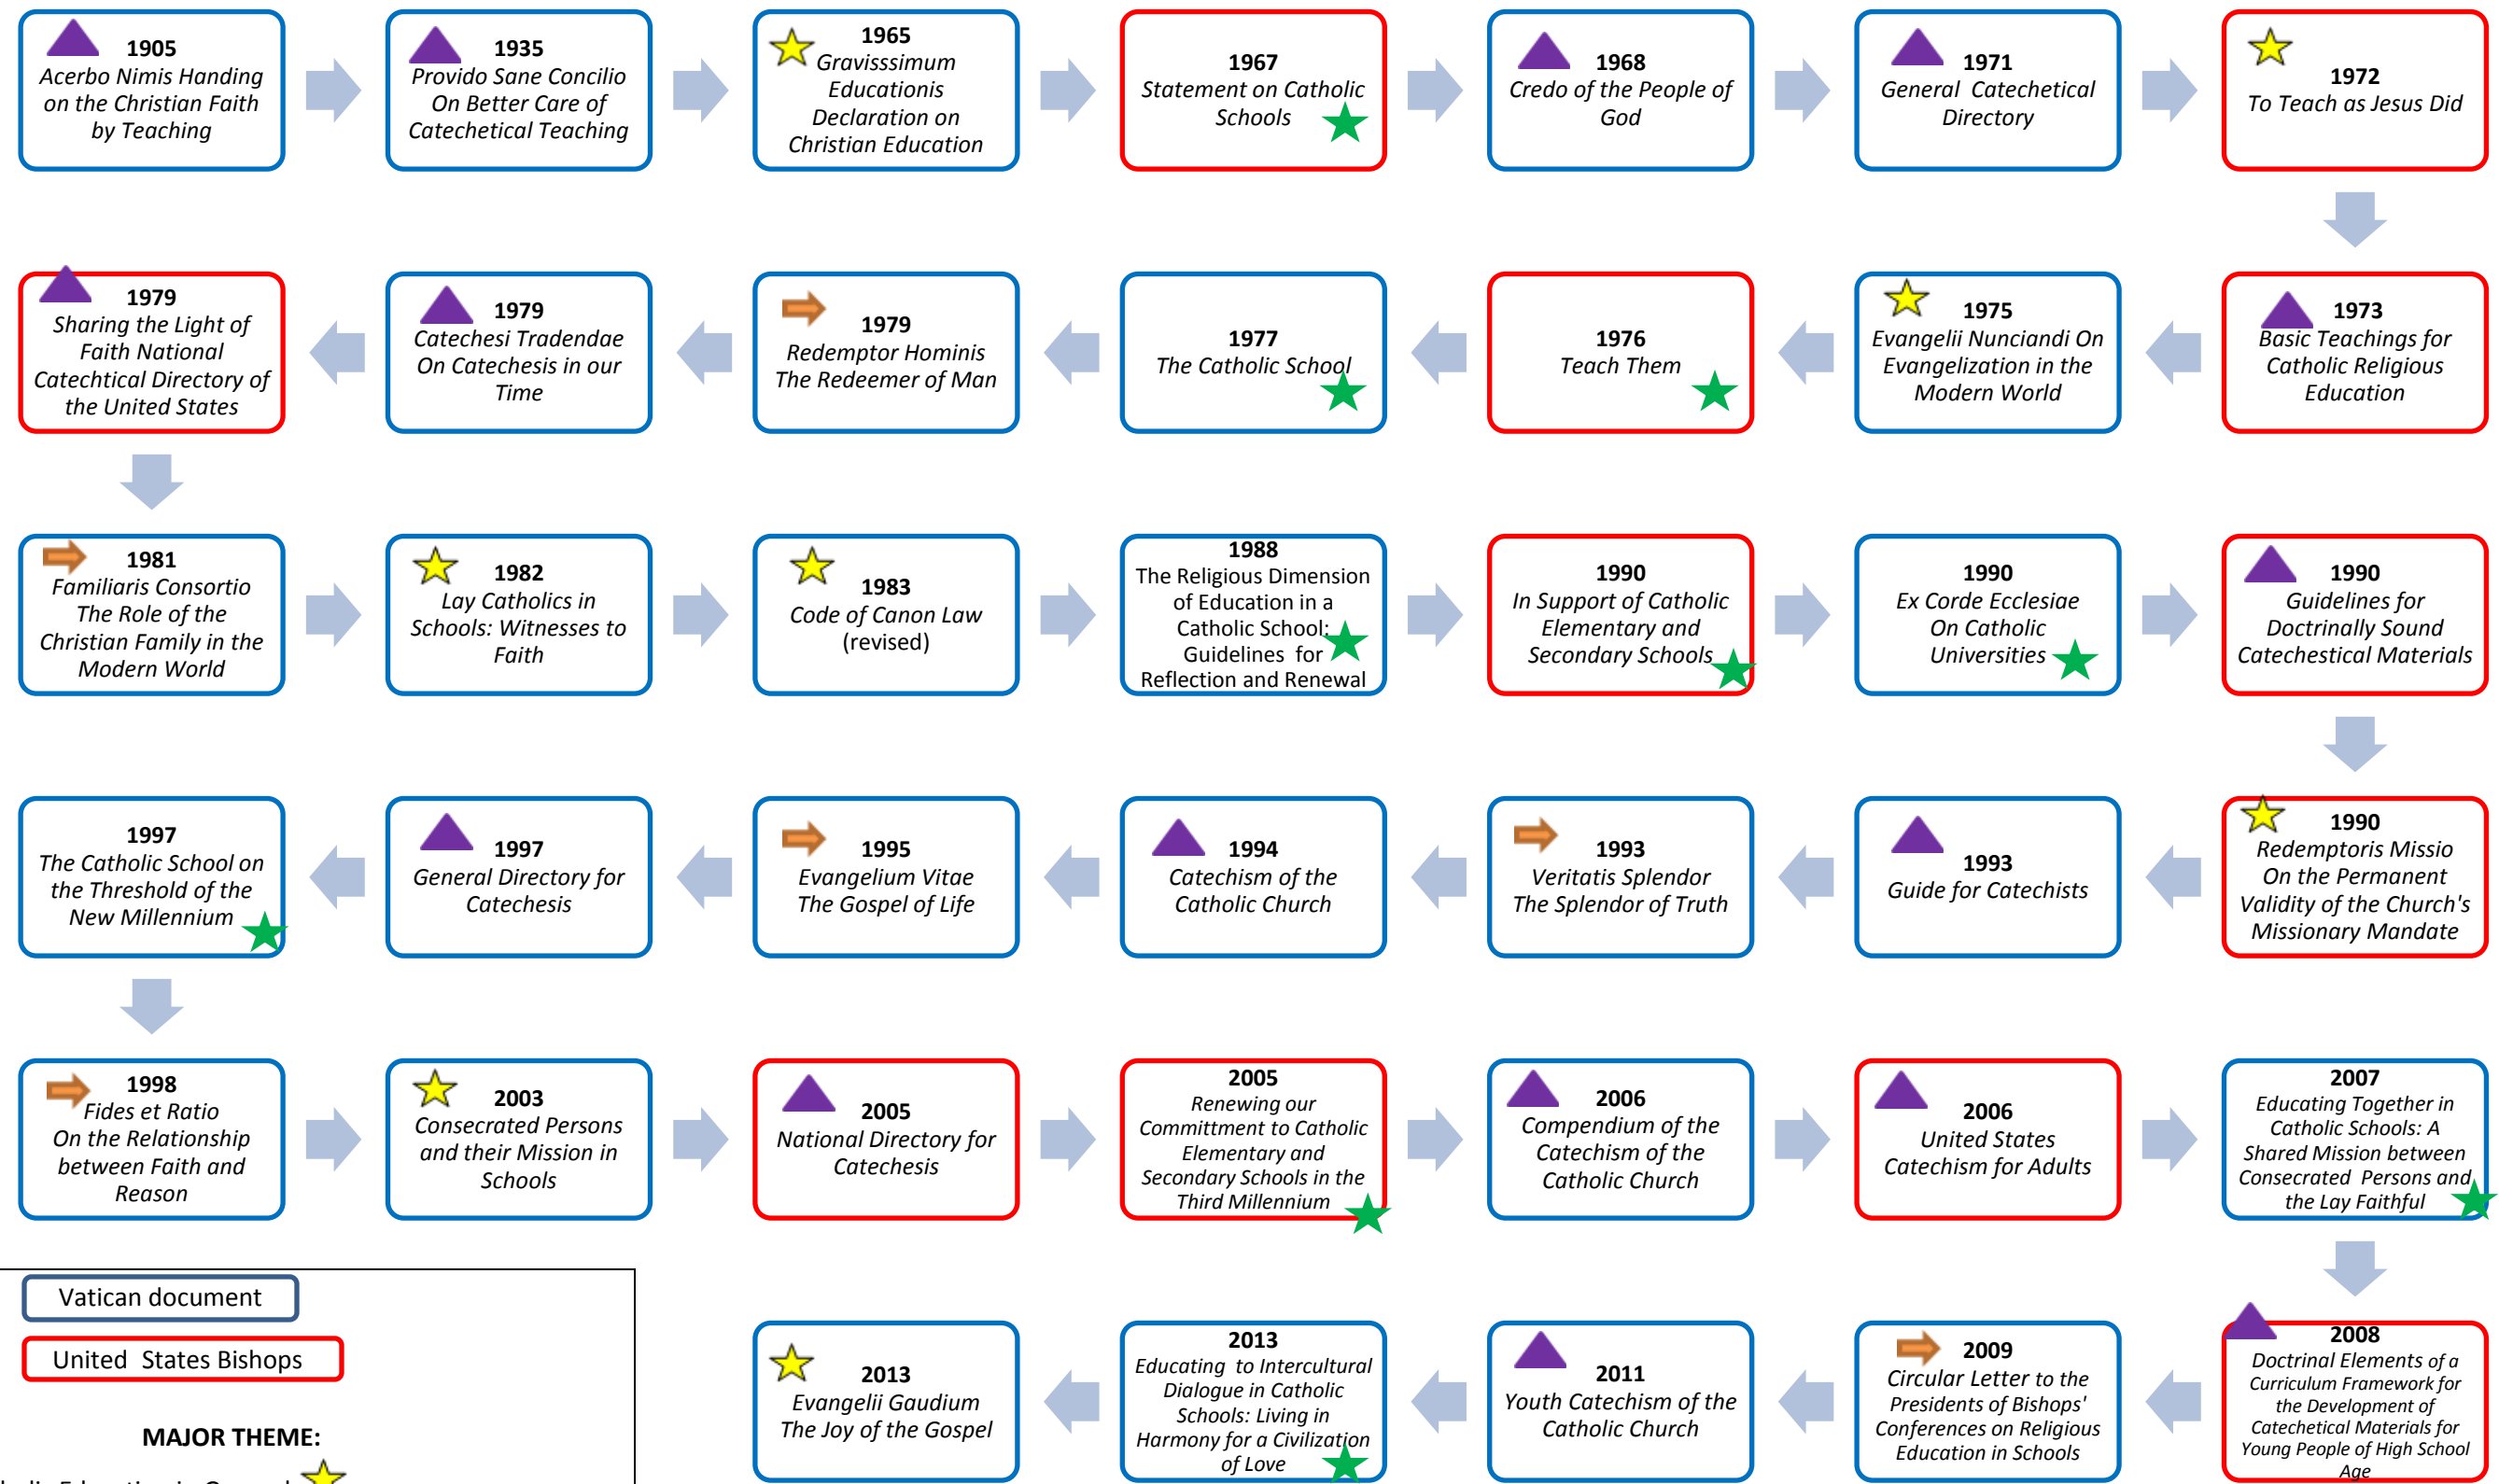 1905
Acerbo Nimis Handing
on the Christian Faith
by Teaching
1935
Provido Sane Concilio
On Better Care of
Catechetical Teaching
1965
Gravisssimum
Educationis
Declaration on
Christian Education
1967
Statement on Catholic
Schools
1968
Credo of the People of
God
1971
General Catechetical
Directory
1972
To Teach as Jesus Did
1979
Sharing the Light of
Faith National
Catechtical Directory of
the United States
1979
Catechesi Tradendae
On Catechesis in our
Time
1979
Redemptor Hominis
The Redeemer of Man
1977
The Catholic School
1976
Teach Them
1975
Evangelii Nunciandi On
Evangelization in the
Modern World
1973
Basic Teachings for
Catholic Religious
Education
1981
Familiaris Consortio
The Role of the
Christian Family in the
Modern World
1982
Lay Catholics in
Schools: Witnesses to
Faith
1983
Code of Canon Law
(revised)
1988
The Religious Dimension
of Education in a
Catholic School:
Guidelines for
Reflection and Renewal
1990
In Support of Catholic
Elementary and
Secondary Schools
1990
Ex Corde Ecclesiae
On Catholic
Universities
1990
Guidelines for
Doctrinally Sound
Catechestical Materials
1997
The Catholic School on
the Threshold of the
New Millennium
1997
General Directory for
Catechesis
1995
Evangelium Vitae
The Gospel of Life
1994
Catechism of the
Catholic Church
1993
Veritatis Splendor
The Splendor of Truth
1993
Guide for Catechists
1990
Redemptoris Missio
On the Permanent
Validity of the Church's
Missionary Mandate
1998
Fides et Ratio
On the Relationship
between Faith and
Reason
2003
Consecrated Persons
and their Mission in
Schools
2005
National Directory for
Catechesis
2005
Renewing our
Committment to Catholic
Elementary and
Secondary Schools in the
Third Millennium
2006
Compendium of the
Catechism of the
Catholic Church
2006
United States
Catechism for Adults
2007
Educating Together in
Catholic Schools: A
Shared Mission between
Consecrated Persons and
the Lay Faithful
2013
Evangelii Gaudium
The Joy of the Gospel
2013
Educating to Intercultural
Dialogue in Catholic
Schools: Living in
Harmony for a Civilization
of Love
2011
Youth Catechism of the
Catholic Church
2009
Circular Letter to the
Presidents of Bishops'
Conferences on Religious
Education in Schools
2008
Doctrinal Elements of a
Curriculum Framework for
the Development of
Catechetical Materials for
Young People of High School
Age
Vatican document
United States Bishops
MAJOR THEME:
Education in General